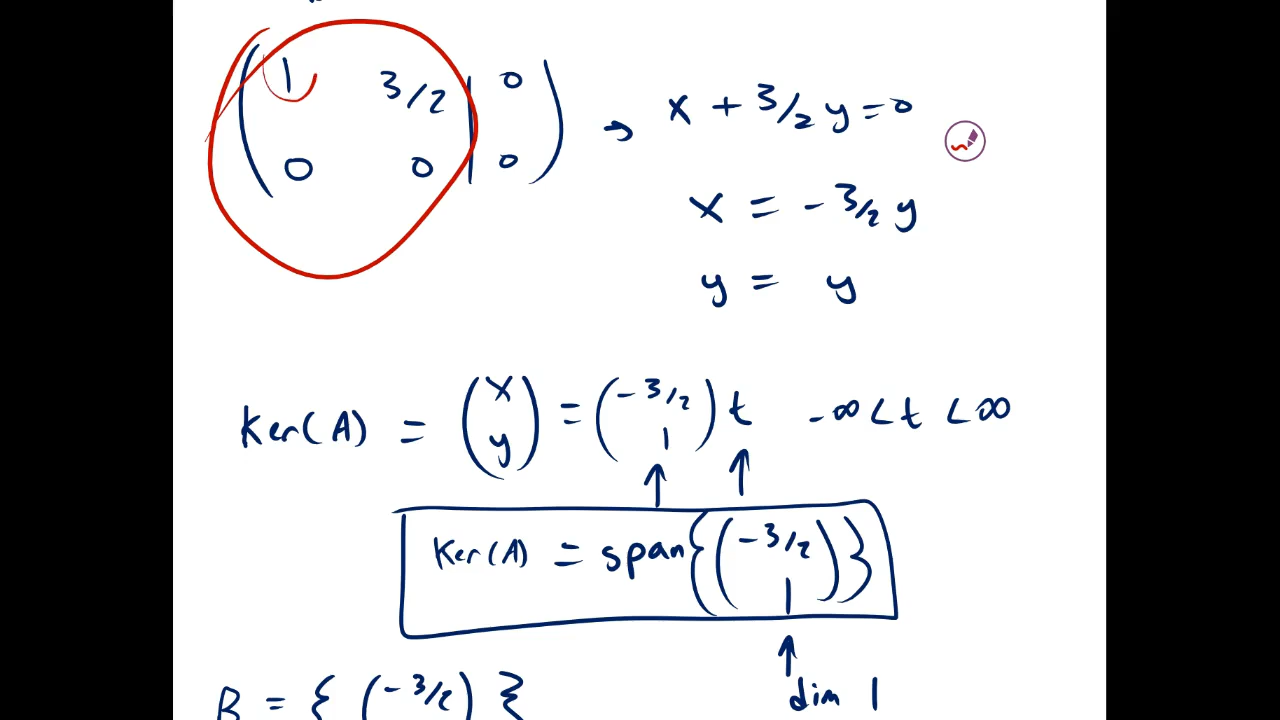 ( 1 3/2 | 0 ) → x + 3/2 y = 0
( 0 0 | 0 )
x = - 3/2 y
y = y
Ker(A) = ( x y ) = ( - 3/2 1 ) t -∞ < t < ∞
↑ ↑
Ker(A) = span{ ( - 3/2 1 ) }
↑
dim 1
B = { ( - 3/2 ) }